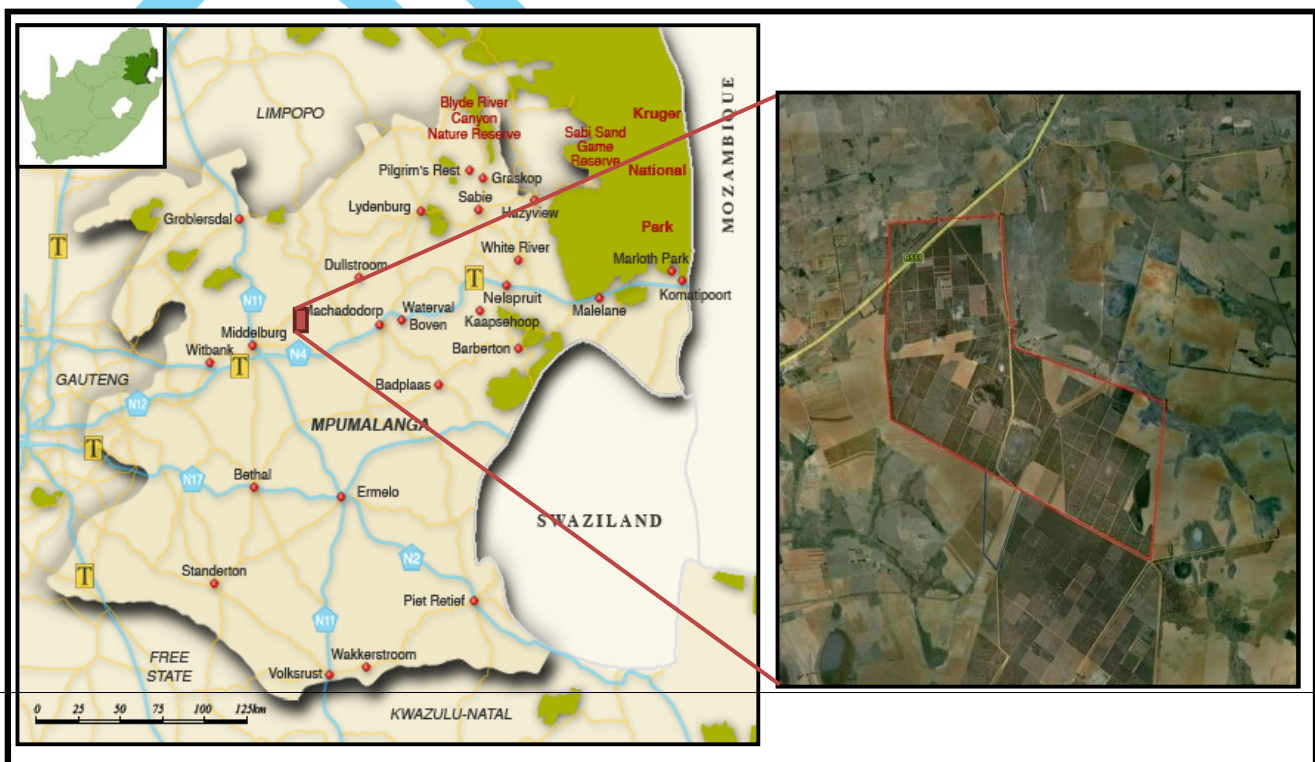 LIMPOPO
Blyde River
Canyon
Nature Reserve
Kruger
Sabi Sand
Game
Reserve
National
Park
MOZAMBIQUE
Pilgrim's Rest
Graskop
Sabie
Hazyview
Lydenburg
Groblersdal
T
White River
Marloth Park
Dullstroom
T
Komatipoort
N11
Nelspruit
Malelane
Machadodorp
Waterval
Boven
Kaapsehoop
Middelburg
Witbank
N4
Barberton
T
GAUTENG
Badplaas
N12
MPUMALANGA
T
N17
Bethal
Ermelo
SWAZILAND
N2
T
Standerton
Piet Retief
N11
FREE
STATE
Wakkerstroom
Volksrust
KWAZULU-NATAL
0 25 50 75 100 125km